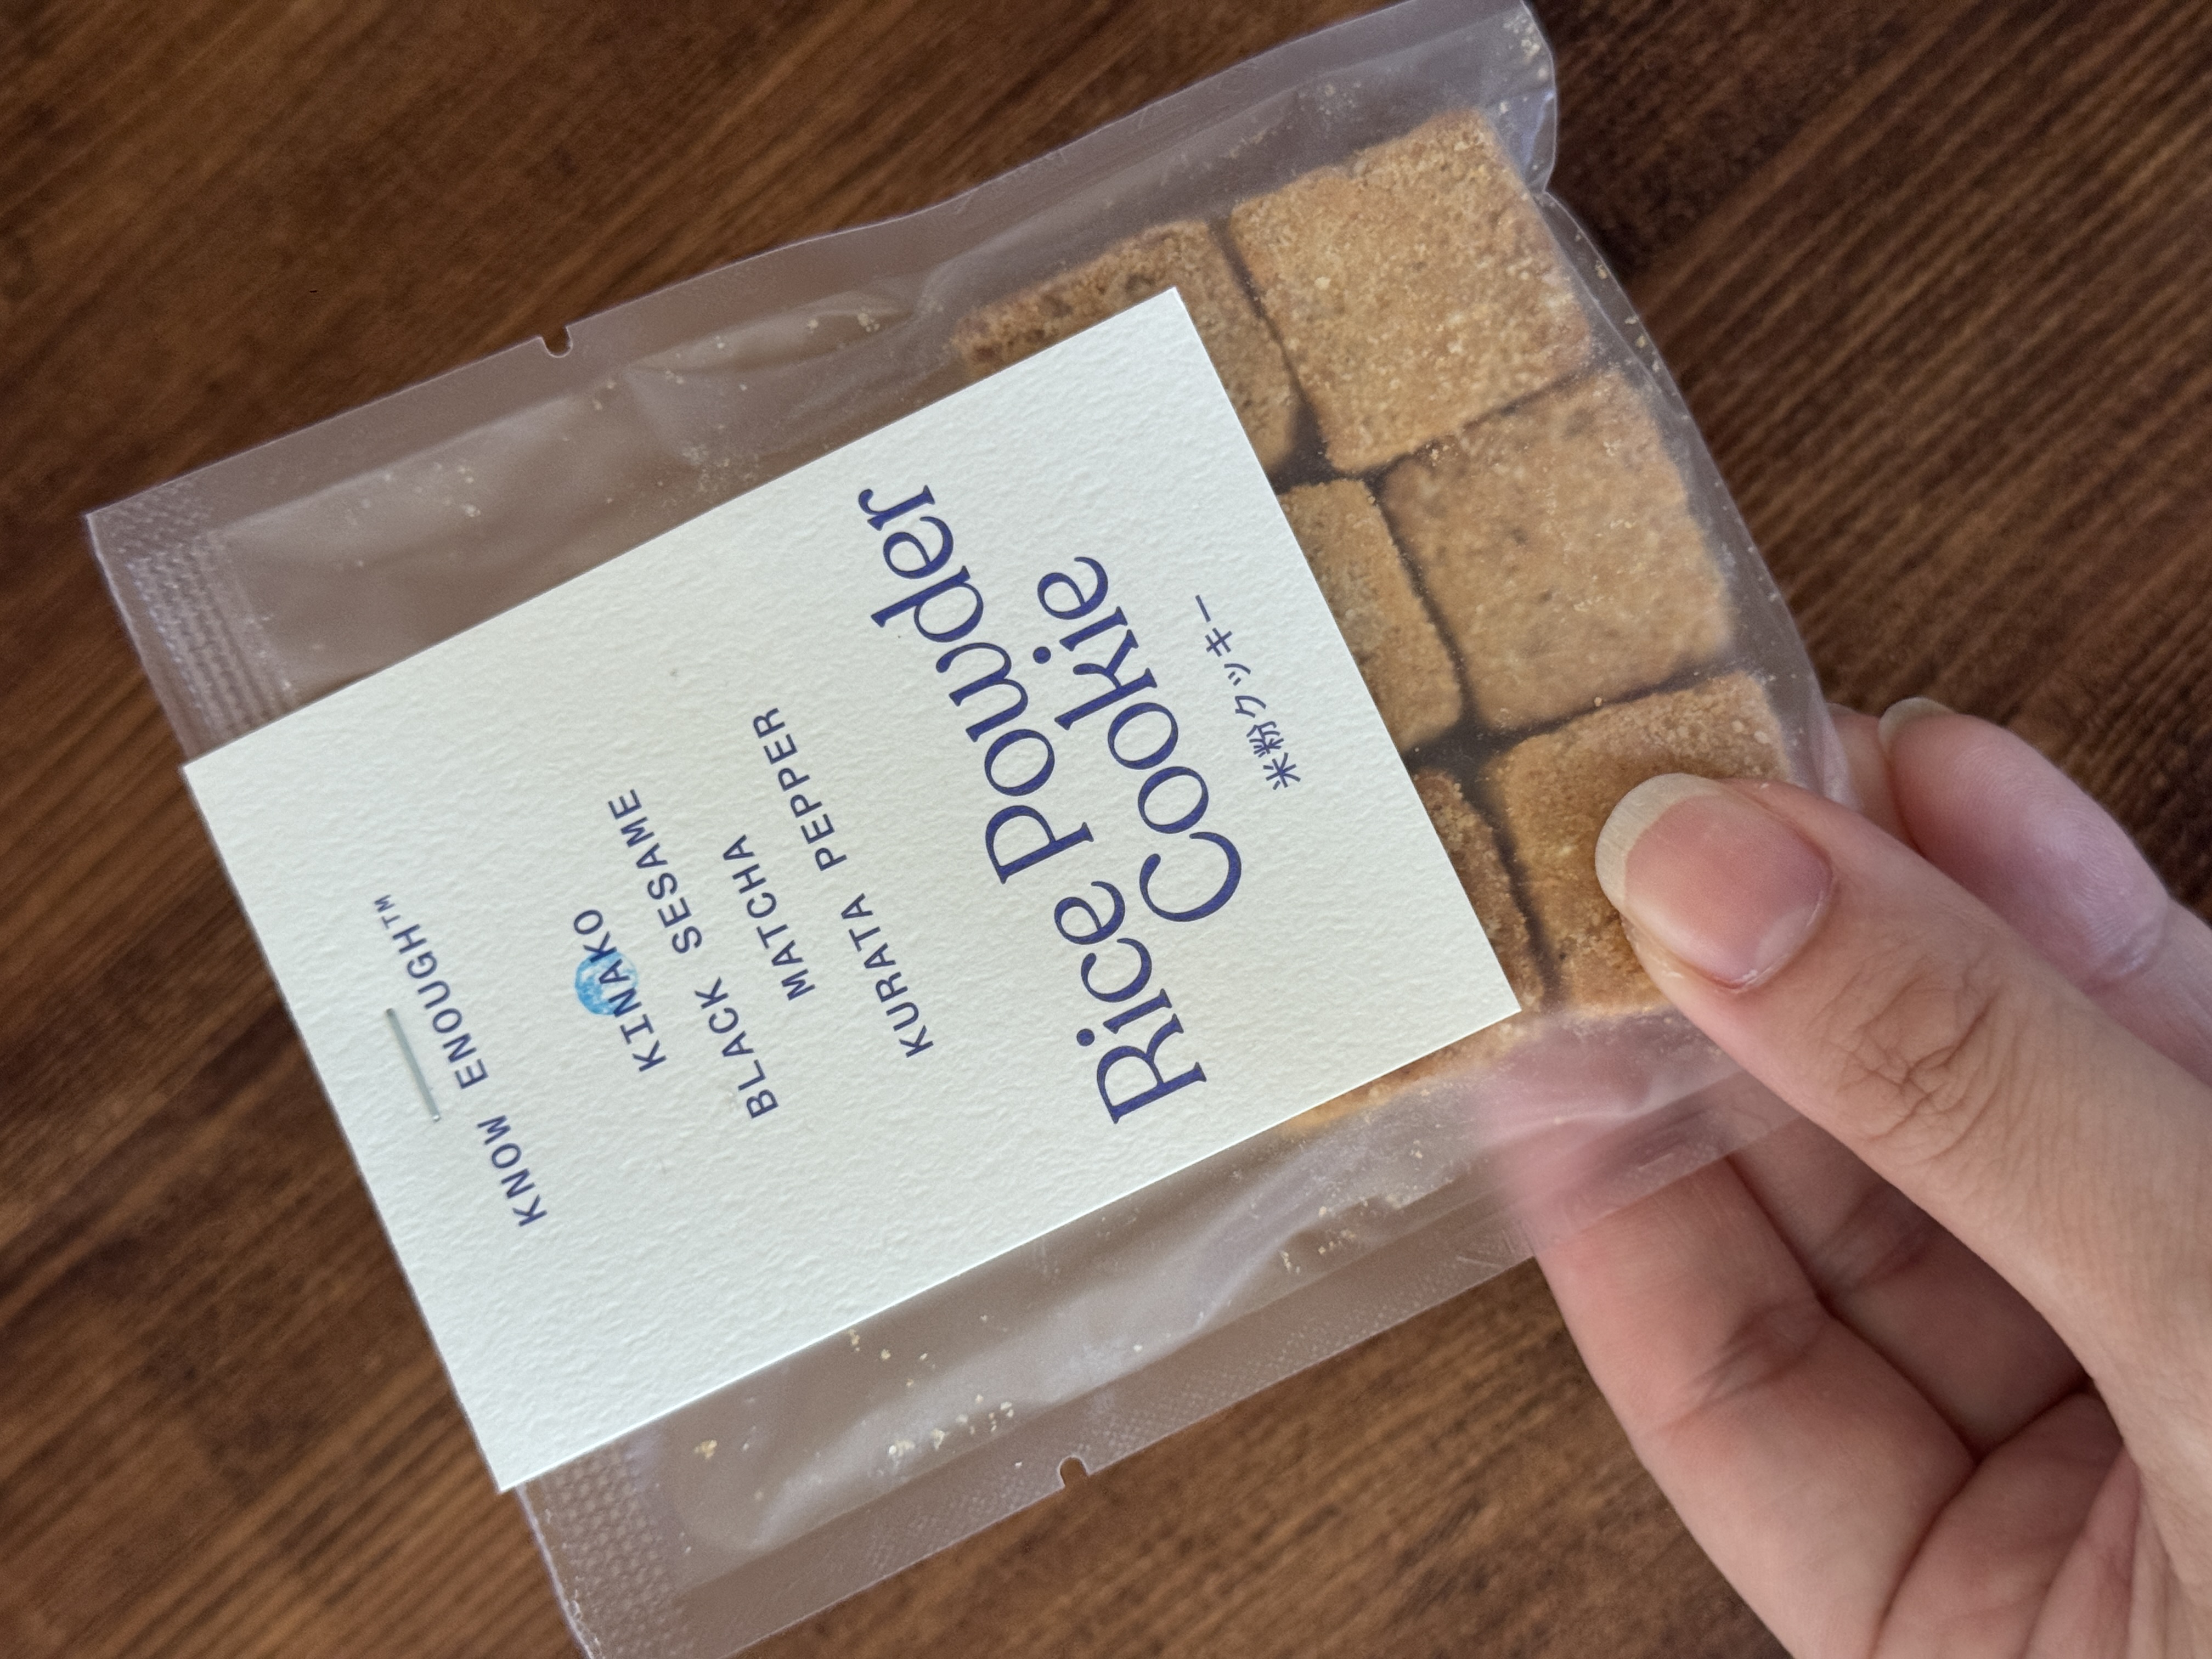 KNOW ENOUGH™
KINAKO
BLACK SESAME
MATCHA
KURATA PEPPER
Rice Powder
Cookie
米粉クッキー